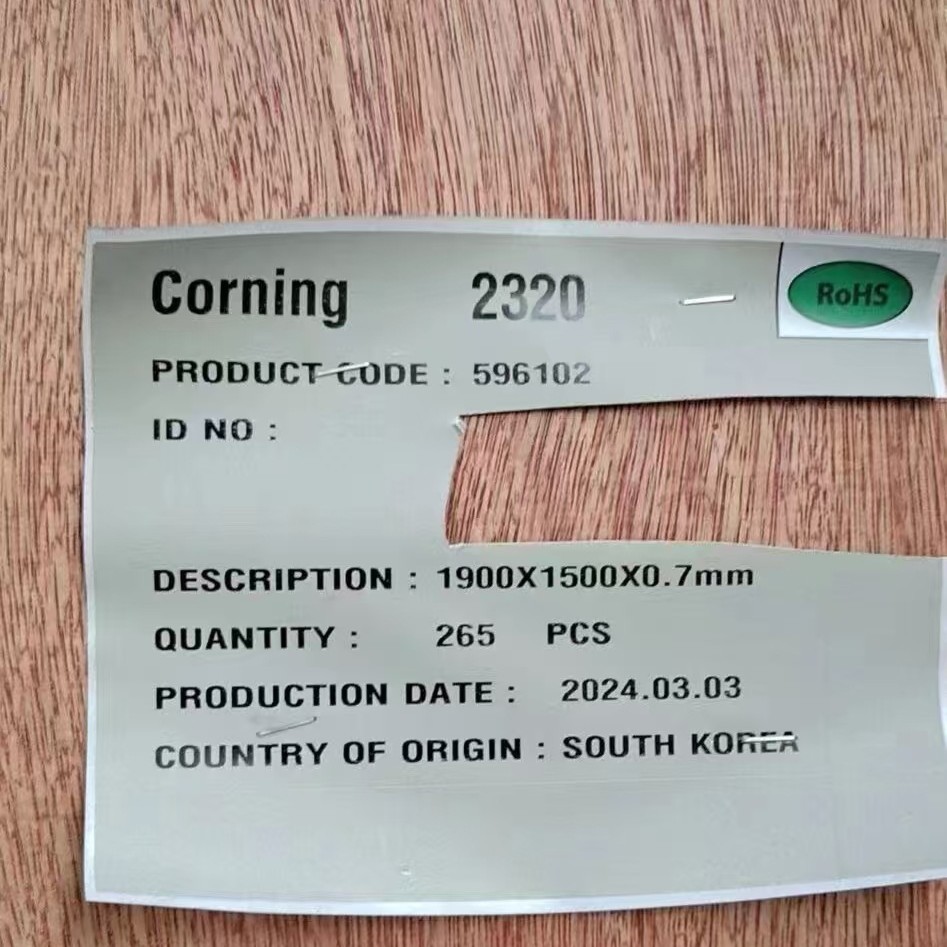 Corning 2320
RoHS
PRODUCT CODE : 596102
ID NO :
DESCRIPTION : 1900X1500X0.7mm
QUANTITY : 265 PCS
PRODUCTION DATE : 2024.03.03
COUNTRY OF ORIGIN : SOUTH KOREA